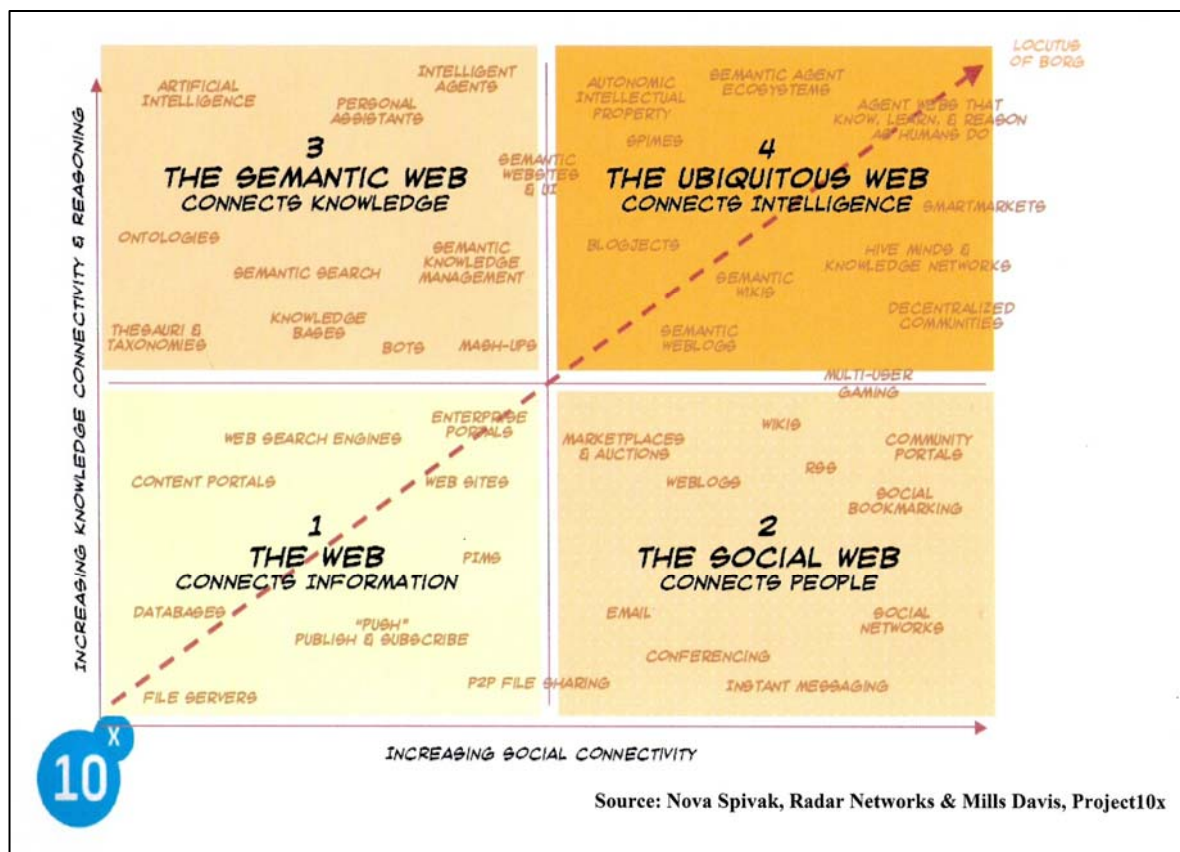 LOCUTUS
OF BORG
INCREASING KNOWLEDGE CONNECTIVITY & REASONING
ARTIFICIAL
INTELLIGENCE
INTELLIGENT
AGENTS
PERSONAL
ASSISTANTS
3
THE SEMANTIC WEB
CONNECTS KNOWLEDGE
SEMANTIC
WEBSITES
& UI
ONTOLOGIES
SEMANTIC SEARCH
SEMANTIC
KNOWLEDGE
MANAGEMENT
THESAURI &
TAXONOMIES
KNOWLEDGE
BASES
BOTS
MASH-UPS
AUTONOMIC
INTELLECTUAL
PROPERTY
SEMANTIC AGENT
ECOSYSTEMS
AGENT WEBS THAT
KNOW, LEARN, & REASON
AS HUMANS DO
SPIMES
4
THE UBIQUITOUS WEB
CONNECTS INTELLIGENCE
SMARTMARKETS
BLOGJECTS
HIVE MINDS &
KNOWLEDGE NETWORKS
SEMANTIC
WIKIS
DECENTRALIZED
COMMUNITIES
SEMANTIC
WEBLOGS
MULTI-USER
GAMING
ENTERPRISE
PORTALS
WEB SEARCH ENGINES
CONTENT PORTALS
WEB SITES
1
THE WEB
CONNECTS INFORMATION
PIMS
DATABASES
"PUSH"
PUBLISH & SUBSCRIBE
FILE SERVERS
P2P FILE SHARING
MARKETPLACES
& AUCTIONS
WIKIS
COMMUNITY
PORTALS
RSS
WEBLOGS
SOCIAL
BOOKMARKING
2
THE SOCIAL WEB
CONNECTS PEOPLE
EMAIL
SOCIAL
NETWORKS
CONFERENCING
INSTANT MESSAGING
INCREASING SOCIAL CONNECTIVITY
10
X
Source: Nova Spivak, Radar Networks & Mills Davis, Project10x